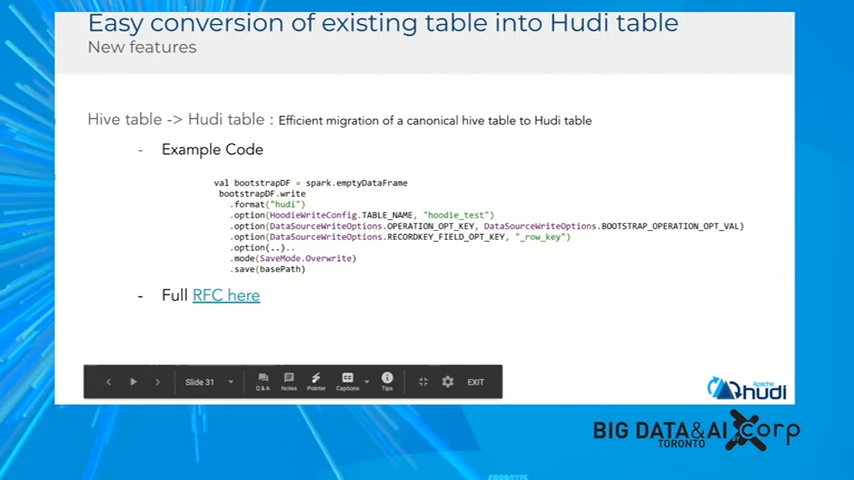 Easy conversion of existing table into Hudi table
New features
Hive table -> Hudi table : Efficient migration of a canonical hive table to Hudi table
- Example Code
val bootstrapDF = spark.emptyDataFrame
bootstrapDF.write
.format("hudi")
.option(HoodieWriteConfig.TABLE_NAME, "hoodie_test")
.option(DataSourceWriteOptions.OPERATION_OPT_KEY, DataSourceWriteOptions.BOOTSTRAP_OPERATION_OPT_VAL)
.option(DataSourceWriteOptions.RECORDKEY_FIELD_OPT_KEY, "_row_key")
.option(..)..
.mode(SaveMode.Overwrite)
.save(basePath)
- Full RFC here
Slide 31
Q & A Notes Pointer Captions Tips
EXIT
Apache
hudi
BIG DATA&AI
TORONTO
corp